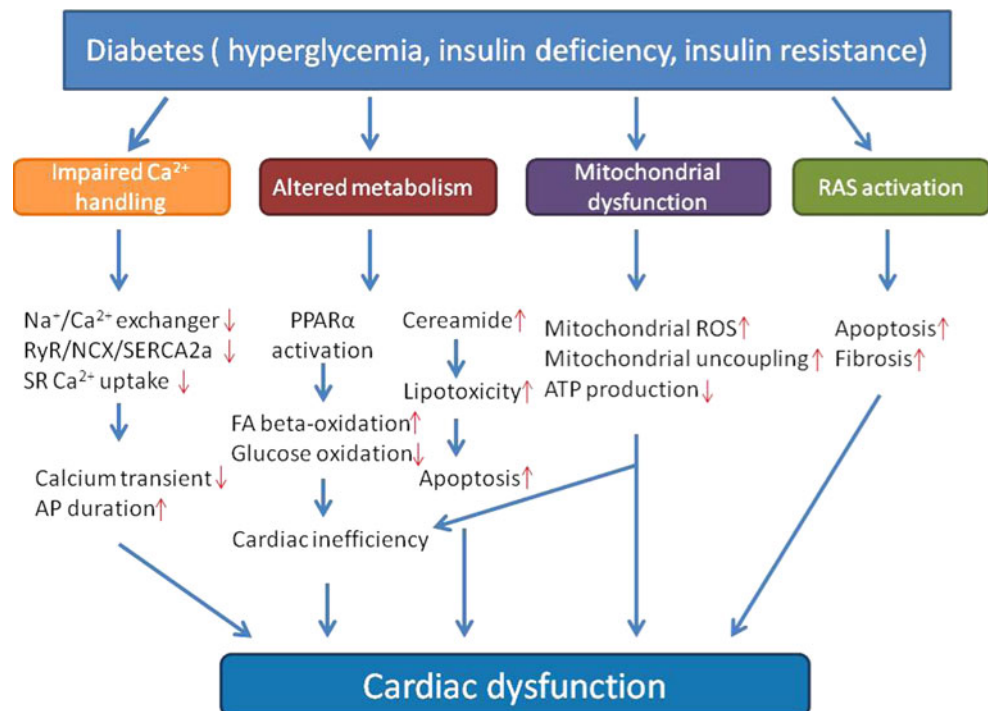 Diabetes ( hyperglycemia, insulin deficiency, insulin resistance)
Impaired Ca²⁺
handling
Altered metabolism
Mitochondrial
dysfunction
RAS activation
Na⁺/Ca²⁺ exchanger ↓
RyR/NCX/SERCA2a ↓
SR Ca²⁺ uptake ↓
Calcium transient↓
AP duration↑
PPARα
activation
FA beta-oxidation↑
Glucose oxidation↓
Cardiac inefficiency
Cereamide↑
Lipotoxicity↑
Apoptosis↑
Mitochondrial ROS↑
Mitochondrial uncoupling↑
ATP production↓
Apoptosis↑
Fibrosis↑
Cardiac dysfunction